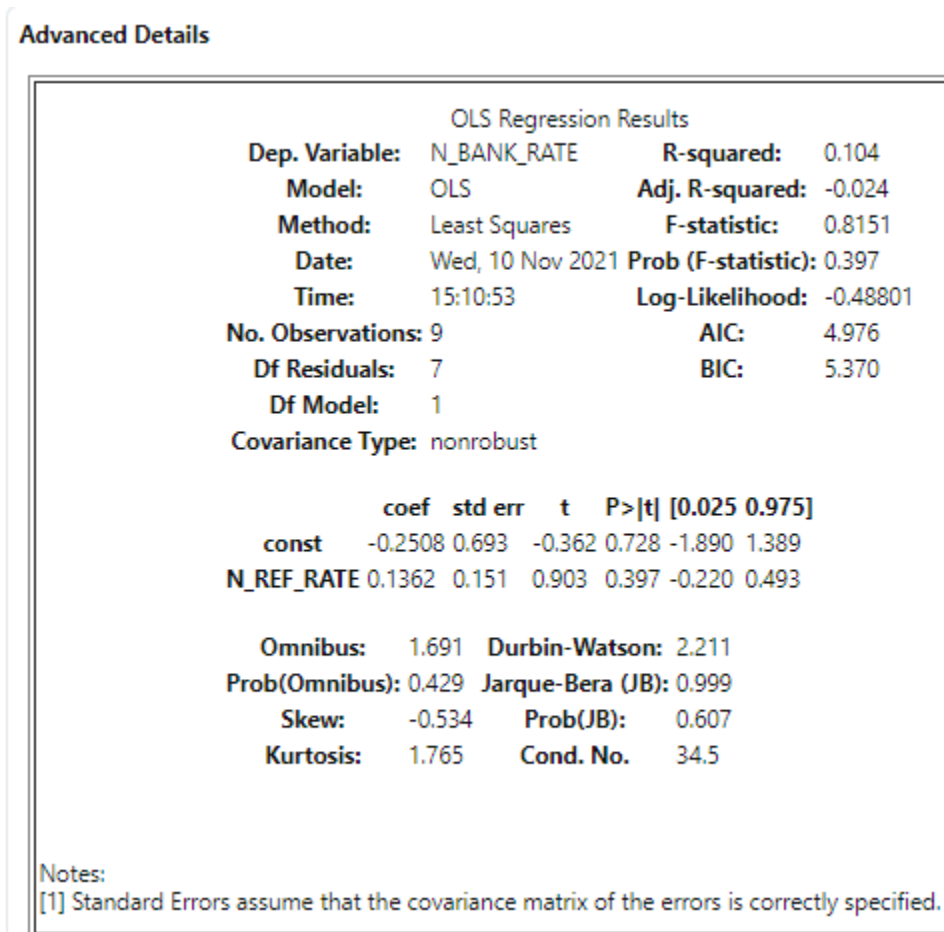 Advanced Details
OLS Regression Results
Dep. Variable: N_BANK_RATE R-squared: 0.104
Model: OLS Adj. R-squared: -0.024
Method: Least Squares F-statistic: 0.8151
Date: Wed, 10 Nov 2021 Prob (F-statistic): 0.397
Time: 15:10:53 Log-Likelihood: -0.48801
No. Observations: 9 AIC: 4.976
Df Residuals: 7 BIC: 5.370
Df Model: 1
Covariance Type: nonrobust
coef std err t P>|t| [0.025 0.975]
const -0.2508 0.693 -0.362 0.728 -1.890 1.389
N_REF_RATE 0.1362 0.151 0.903 0.397 -0.220 0.493
Omnibus: 1.691 Durbin-Watson: 2.211
Prob(Omnibus): 0.429 Jarque-Bera (JB): 0.999
Skew: -0.534 Prob(JB): 0.607
Kurtosis: 1.765 Cond. No. 34.5
Notes:
[1] Standard Errors assume that the covariance matrix of the errors is correctly specified.